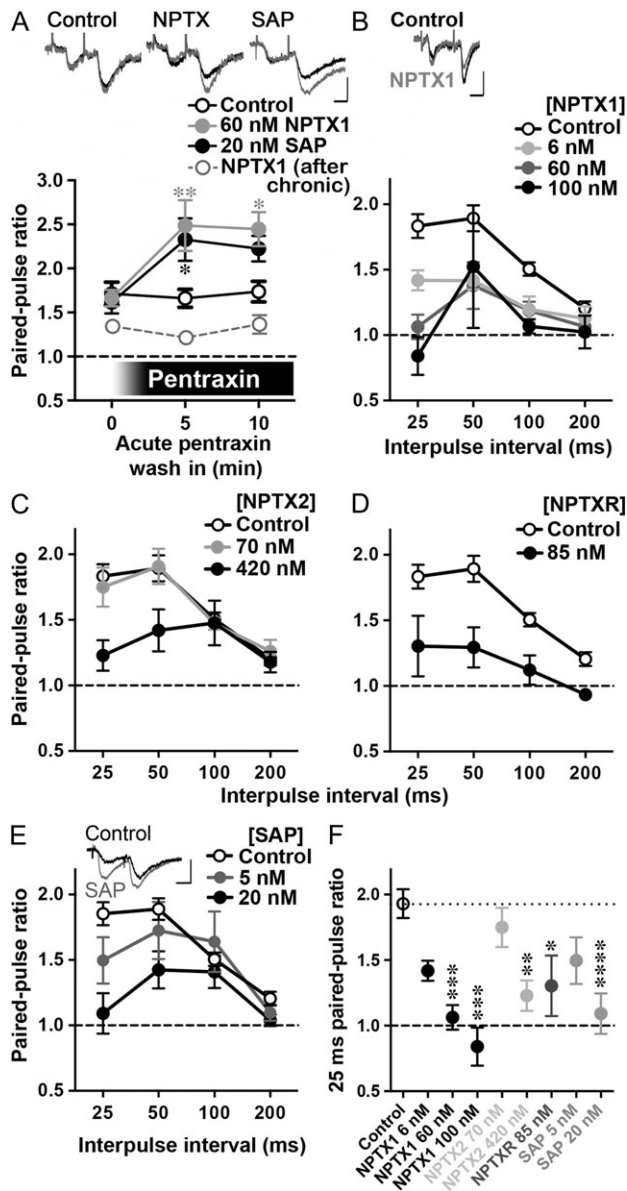 A
Control
NPTX
SAP
Control
60 nM NPTX1
20 nM SAP
NPTX1 (after chronic)
Paired-pulse ratio
3.0
2.5
2.0
1.5
1.0
0.5
**
*
*
Pentraxin
0
5
10
Acute pentraxin
wash in (min)
B
Control
NPTX1
[NPTX1]
Control
6 nM
60 nM
100 nM
2.0
1.5
1.0
0.5
25
50
100
200
Interpulse interval (ms)
C
[NPTX2]
Control
70 nM
420 nM
Paired-pulse ratio
2.0
1.5
1.0
0.5
25
50
100
200
D
[NPTXR]
Control
85 nM
2.0
1.5
1.0
0.5
25
50
100
200
Interpulse interval (ms)
E
Control
SAP
[SAP]
Control
5 nM
20 nM
Paired-pulse ratio
2.0
1.5
1.0
0.5
25
50
100
200
Interpulse interval (ms)
F
25 ms paired-pulse ratio
2.0
1.5
1.0
0.5
***
***
**
*
****
Control
NPTX1 6 nM
NPTX1 60 nM
NPTX1 100 nM
NPTX2 70 nM
NPTX2 420 nM
NPTXR 85 nM
SAP 5 nM
SAP 20 nM